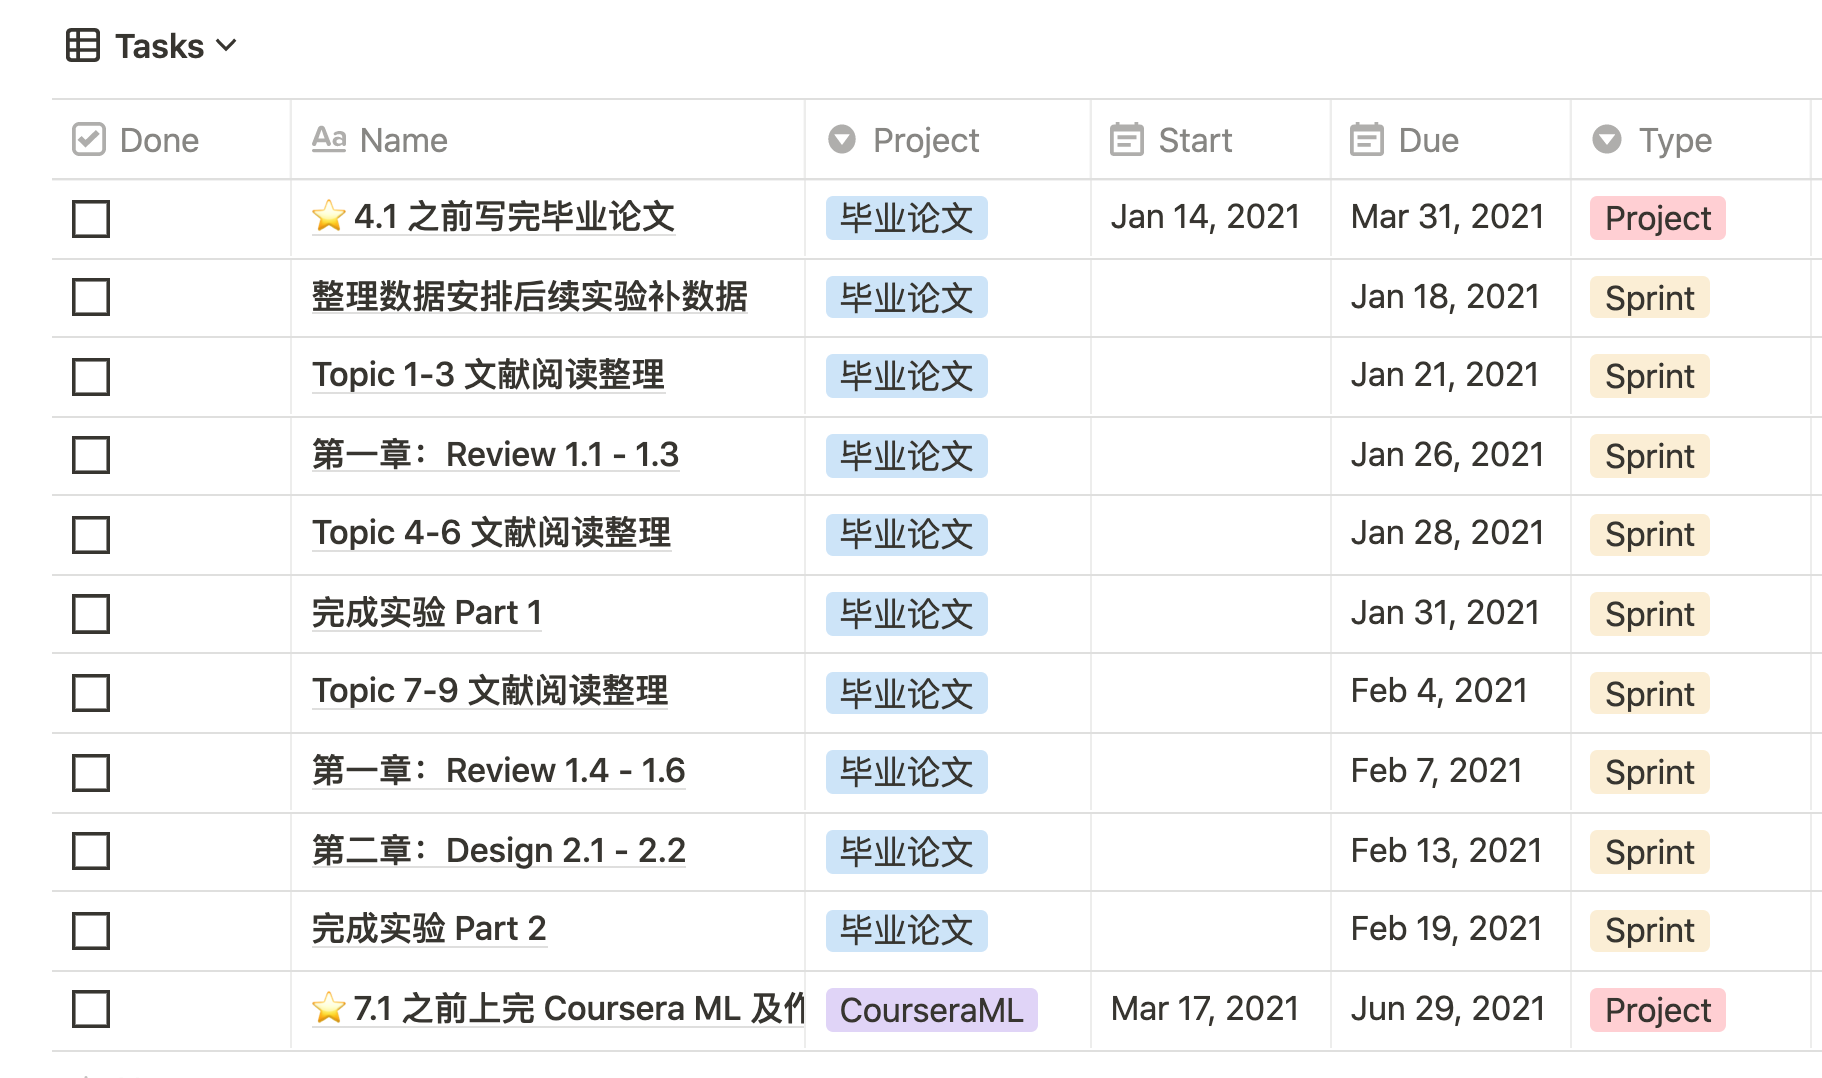 Tasks
Done Name Project Start Due Type
⭐ 4.1 之前写完毕业论文 毕业论文 Jan 14, 2021 Mar 31, 2021 Project
整理数据安排后续实验补数据 毕业论文 Jan 18, 2021 Sprint
Topic 1-3 文献阅读整理 毕业论文 Jan 21, 2021 Sprint
第一章：Review 1.1 - 1.3 毕业论文 Jan 26, 2021 Sprint
Topic 4-6 文献阅读整理 毕业论文 Jan 28, 2021 Sprint
完成实验 Part 1 毕业论文 Jan 31, 2021 Sprint
Topic 7-9 文献阅读整理 毕业论文 Feb 4, 2021 Sprint
第一章：Review 1.4 - 1.6 毕业论文 Feb 7, 2021 Sprint
第二章：Design 2.1 - 2.2 毕业论文 Feb 13, 2021 Sprint
完成实验 Part 2 毕业论文 Feb 19, 2021 Sprint
⭐ 7.1 之前上完 Coursera ML 及作 CourseraML Mar 17, 2021 Jun 29, 2021 Project